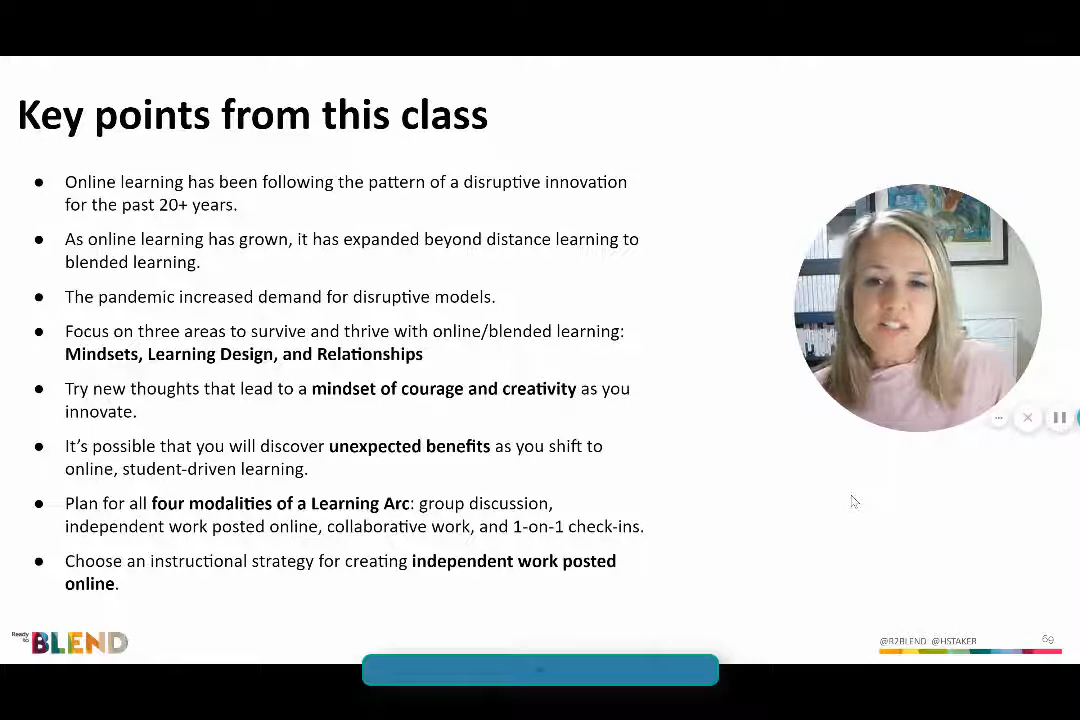 Key points from this class
● Online learning has been following the pattern of a disruptive innovation
for the past 20+ years.
● As online learning has grown, it has expanded beyond distance learning to
blended learning.
● The pandemic increased demand for disruptive models.
● Focus on three areas to survive and thrive with online/blended learning:
Mindsets, Learning Design, and Relationships
● Try new thoughts that lead to a mindset of courage and creativity as you
innovate.
● It’s possible that you will discover unexpected benefits as you shift to
online, student-driven learning.
● Plan for all four modalities of a Learning Arc: group discussion,
independent work posted online, collaborative work, and 1-on-1 check-ins.
● Choose an instructional strategy for creating independent work posted
online.
Ready
to BLEND
@R2BLEND @HSTAKER
69